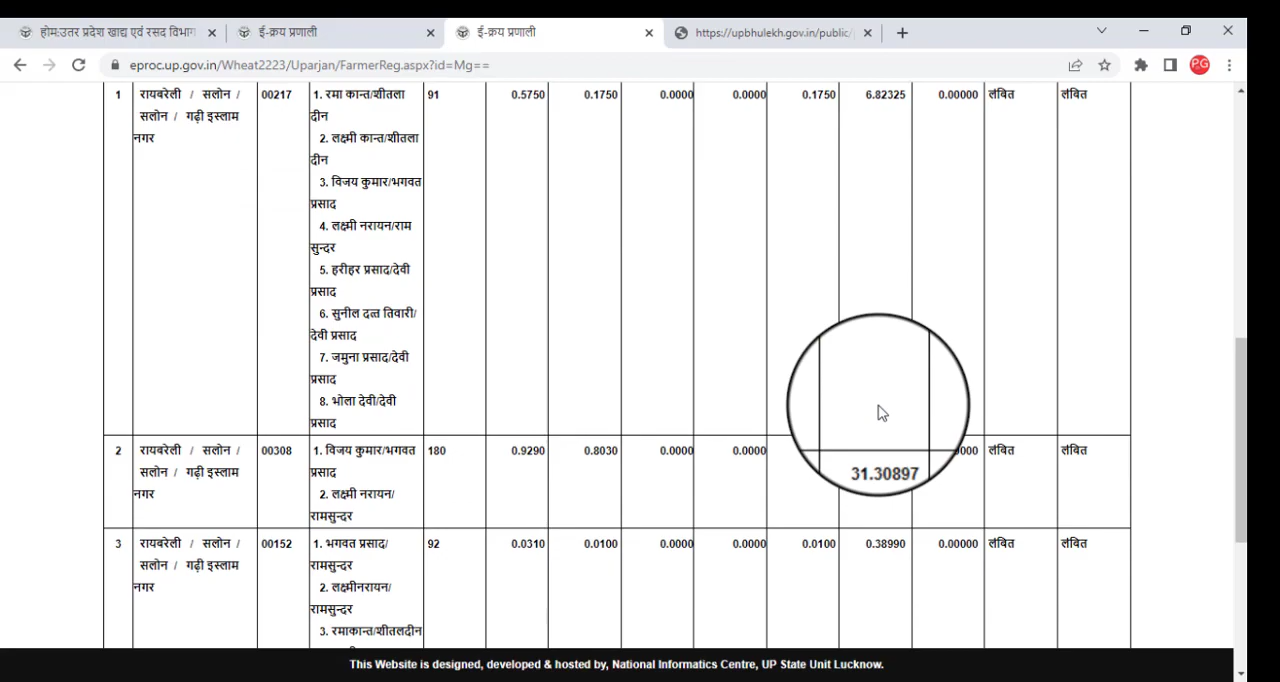 होम:उतर प्रदेश खाद्य एवं रसद विभाग
ई-क्रय प्रणाली
ई-क्रय प्रणाली
https://upbhulekh.gov.in/public/
eproc.up.gov.in/Wheat2223/Uparjan/FarmerReg.aspx?id=Mg==
PG
1 रायबरेली / सलोन / 00217 1. रमा कान्त/शीतला 91 0.5750 0.1750 0.0000 0.0000 0.1750 6.82325 0.00000 लंबित लंबित
सलोन / गढ़ी इस्लाम दीन
नगर 2. लक्ष्मी कान्त/शीतला
दीन
3. विजय कुमार/भगवत
प्रसाद
4. लक्ष्मी नरायन/राम
सुन्दर
5. हरीहर प्रसाद/देवी
प्रसाद
6. सुनील दत्त तिवारी/
देवी प्रसाद
7. जमुना प्रसाद/देवी
प्रसाद
8. भोला देवी/देवी
प्रसाद
2 रायबरेली / सलोन / 00308 1. विजय कुमार/भगवत 180 0.9290 0.8030 0.0000 0.0000 31.30897 लंबित लंबित
सलोन / गढ़ी इस्लाम प्रसाद
नगर 2. लक्ष्मी नरायन/
रामसुन्दर
3 रायबरेली / सलोन / 00152 1. भगवत प्रसाद/ 92 0.0310 0.0100 0.0000 0.0000 0.0100 0.38990 0.00000 लंबित लंबित
सलोन / गढ़ी इस्लाम रामसुन्दर
नगर 2. लक्ष्मीनरायन/
रामसुन्दर
3. रमाकान्त/शीतलदीन
This Website is designed, developed & hosted by, National Informatics Centre, UP State Unit Lucknow.